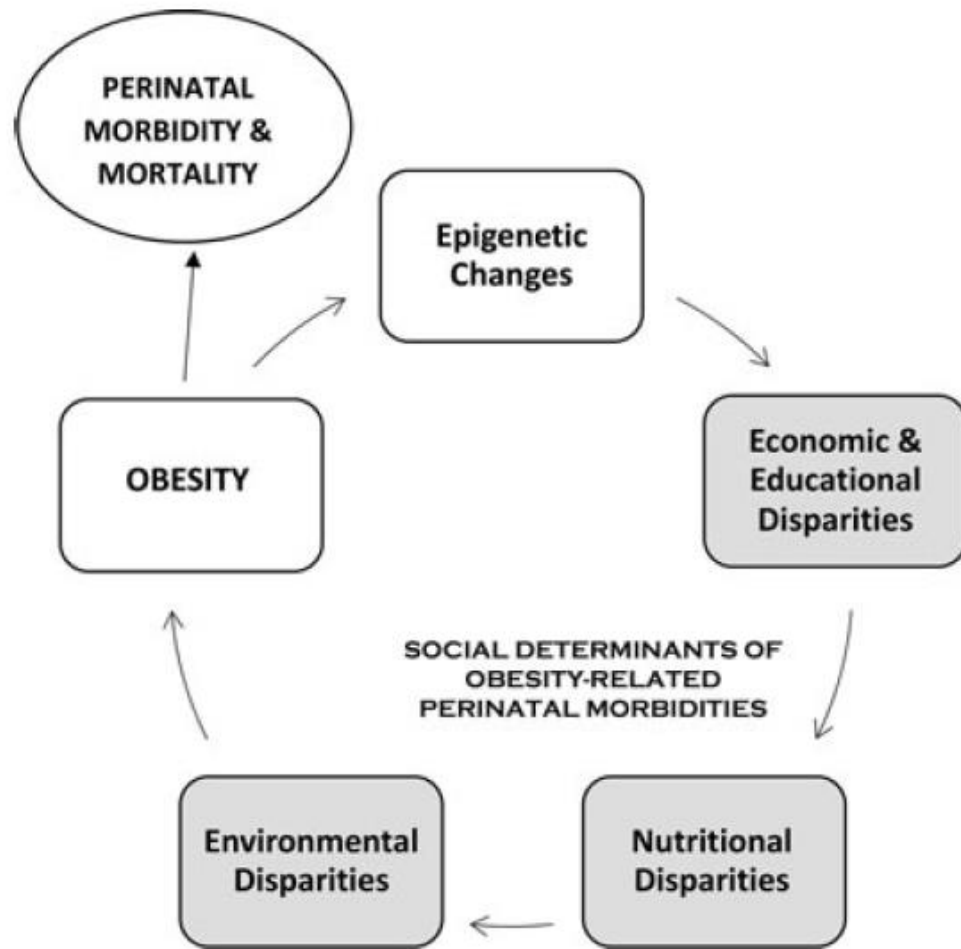 PERINATAL
MORBIDITY &
MORTALITY
Epigenetic
Changes
Economic &
Educational
Disparities
OBESITY
SOCIAL DETERMINANTS OF
OBESITY-RELATED
PERINATAL MORBIDITIES
Environmental
Disparities
Nutritional
Disparities